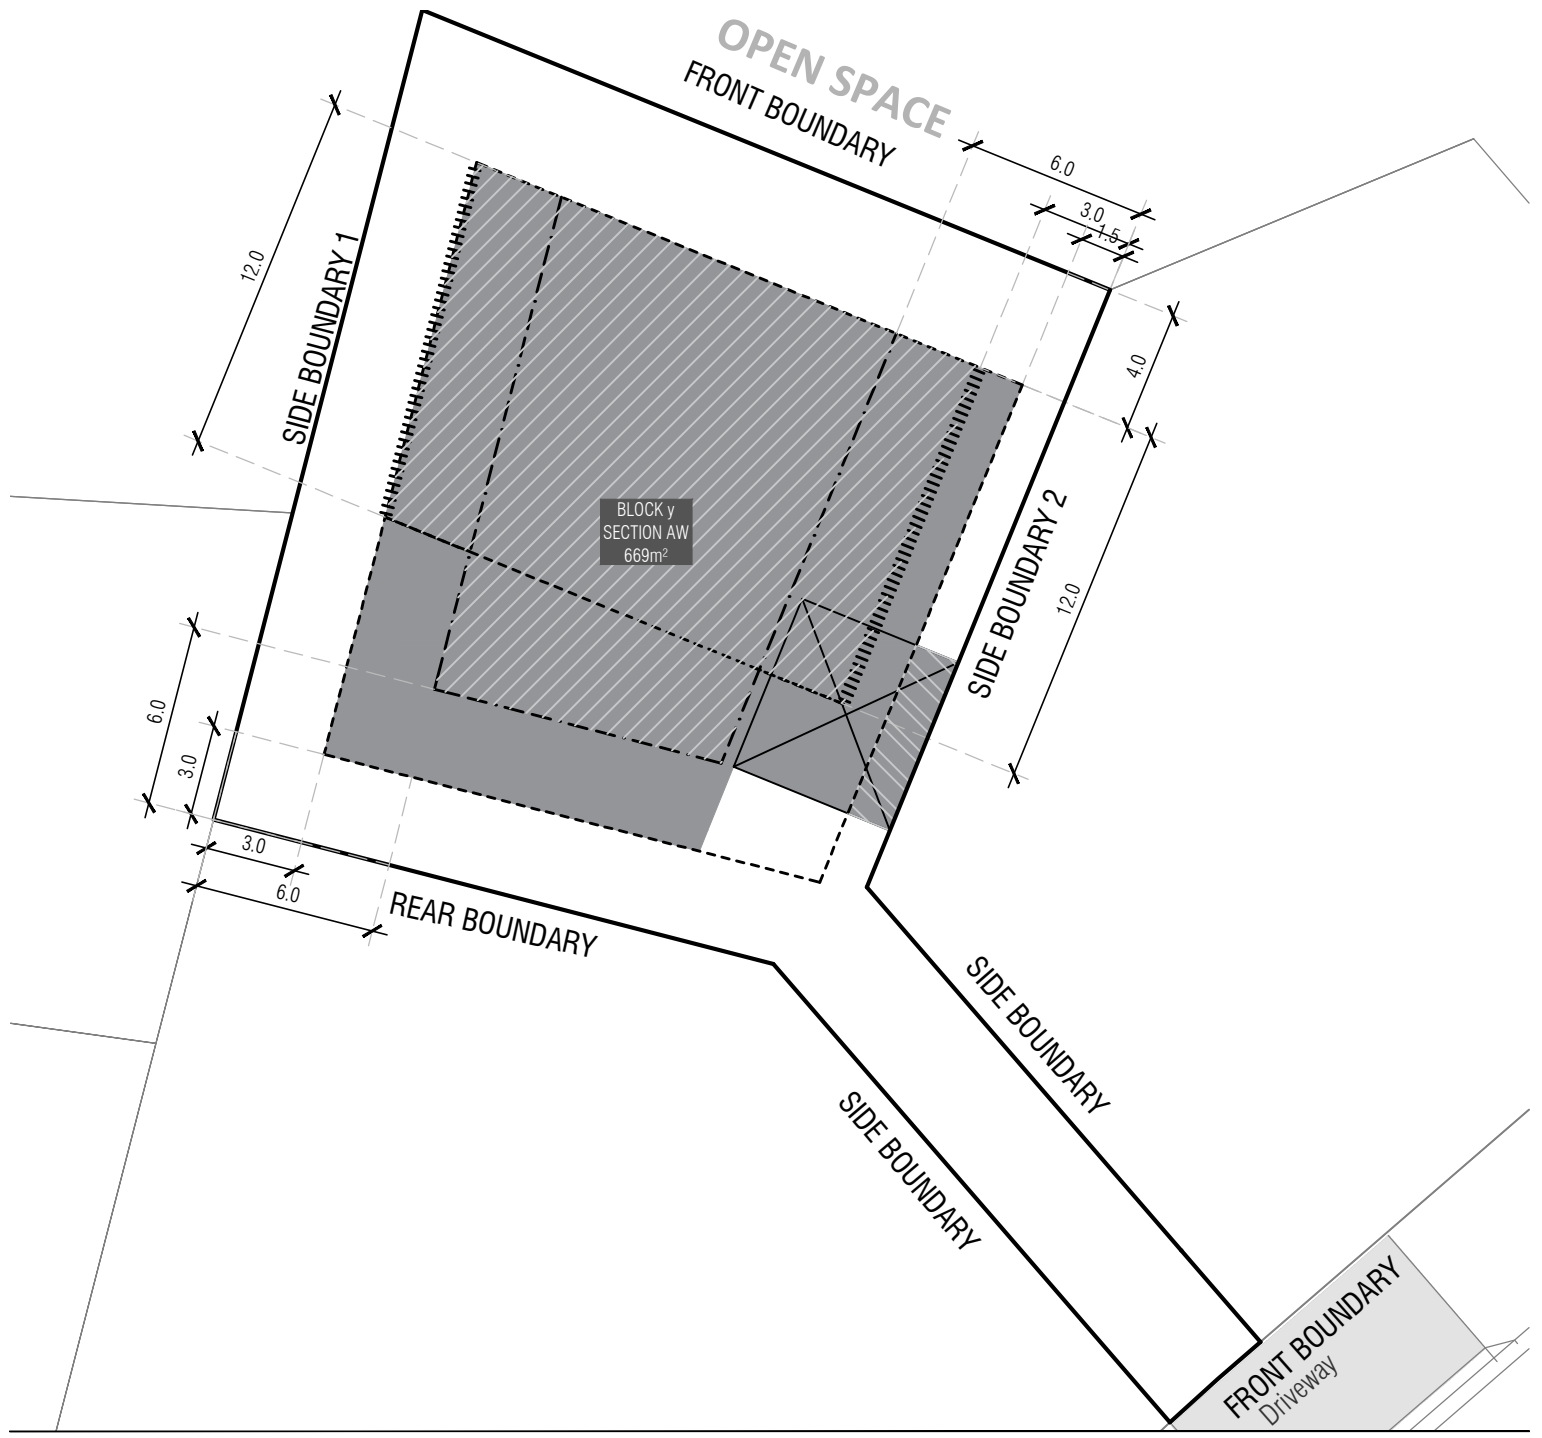 OPEN SPACE
FRONT BOUNDARY
6.0
3.0
1.5
12.0
SIDE BOUNDARY 1
4.0
BLOCK y
SECTION AW
669m²
SIDE BOUNDARY 2
12.0
6.0
3.0
3.0
6.0
REAR BOUNDARY
SIDE BOUNDARY
SIDE BOUNDARY
FRONT BOUNDARY
Driveway